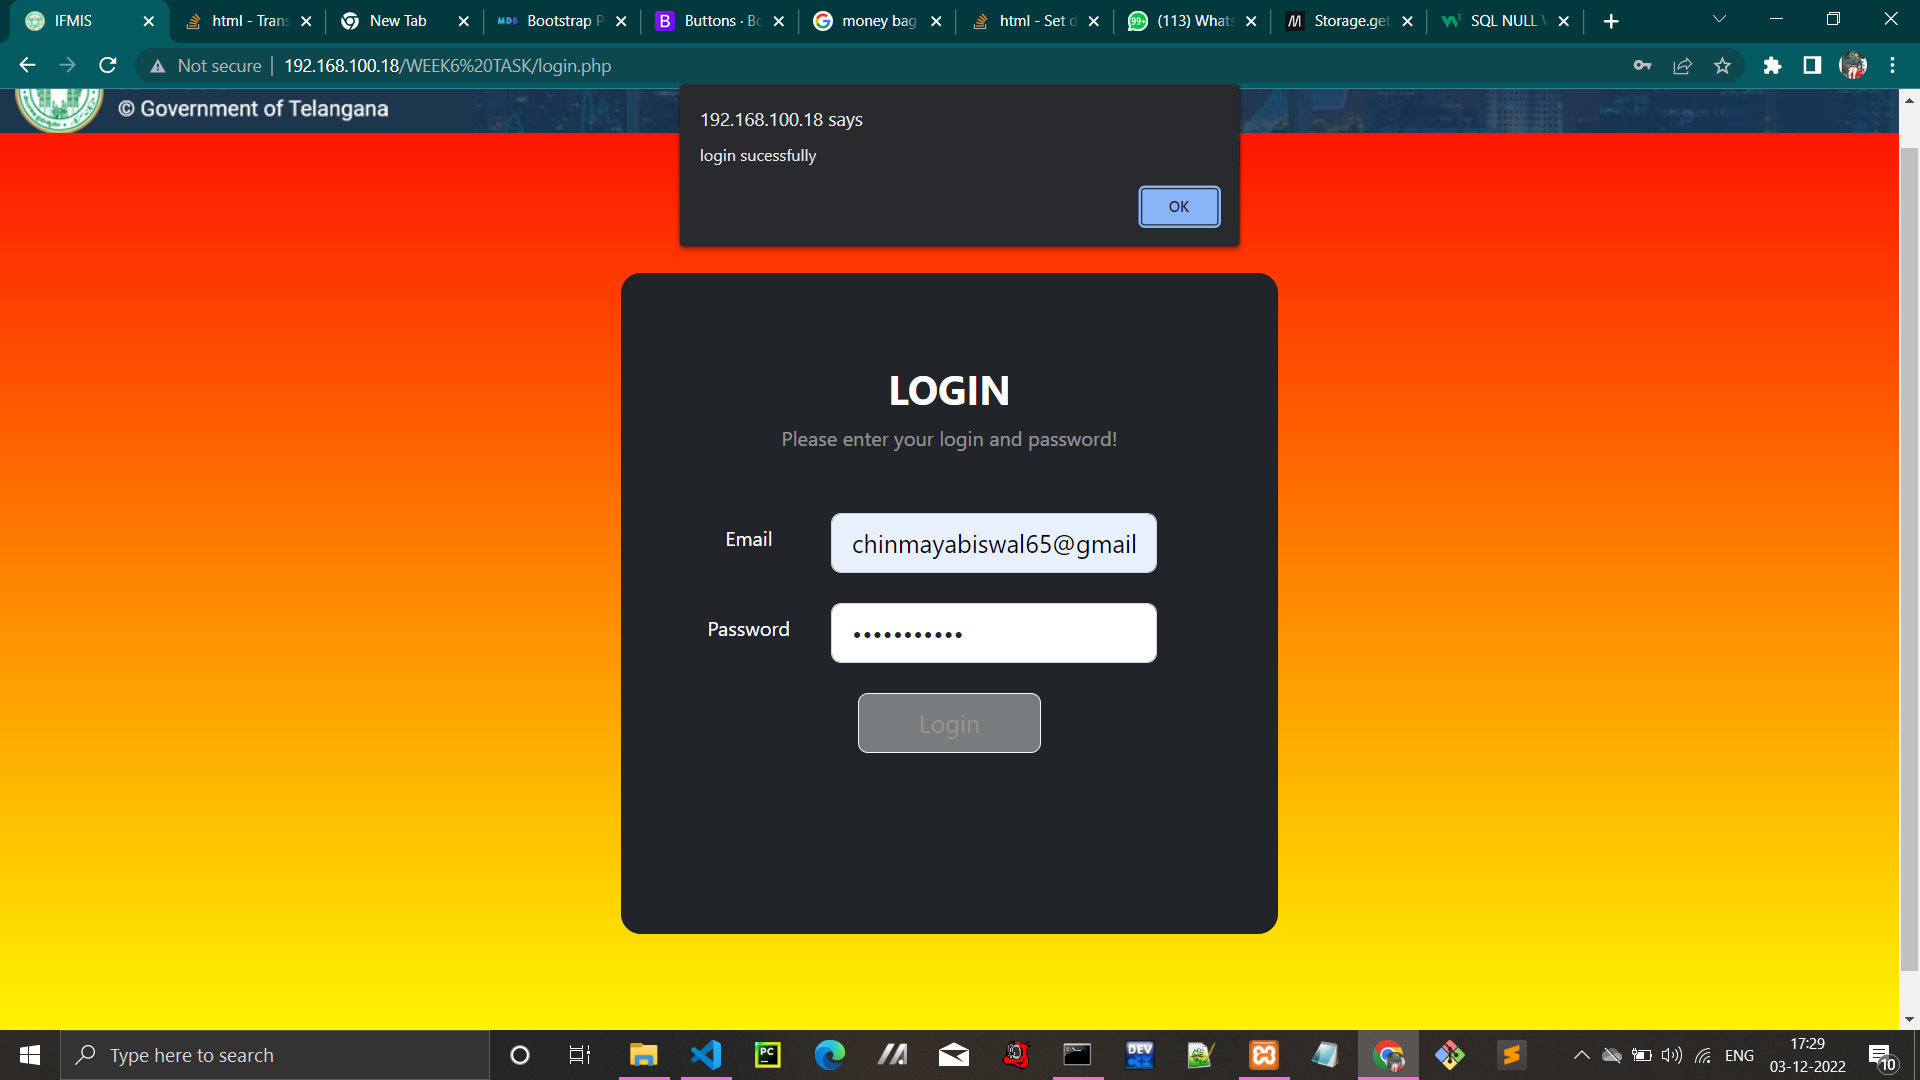 IFMIS
html - Trans
New Tab
Bootstrap P
Buttons · Bo
money bag
html - Set d
(113) Whats
Storage.get
SQL NULL V
Not secure
192.168.100.18/WEEK6%20TASK/login.php
© Government of Telangana
192.168.100.18 says
login sucessfully
OK
LOGIN
Please enter your login and password!
Email
chinmayabiswal65@gmail
Password
Login
Type here to search
ENG
17:29
03-12-2022
10